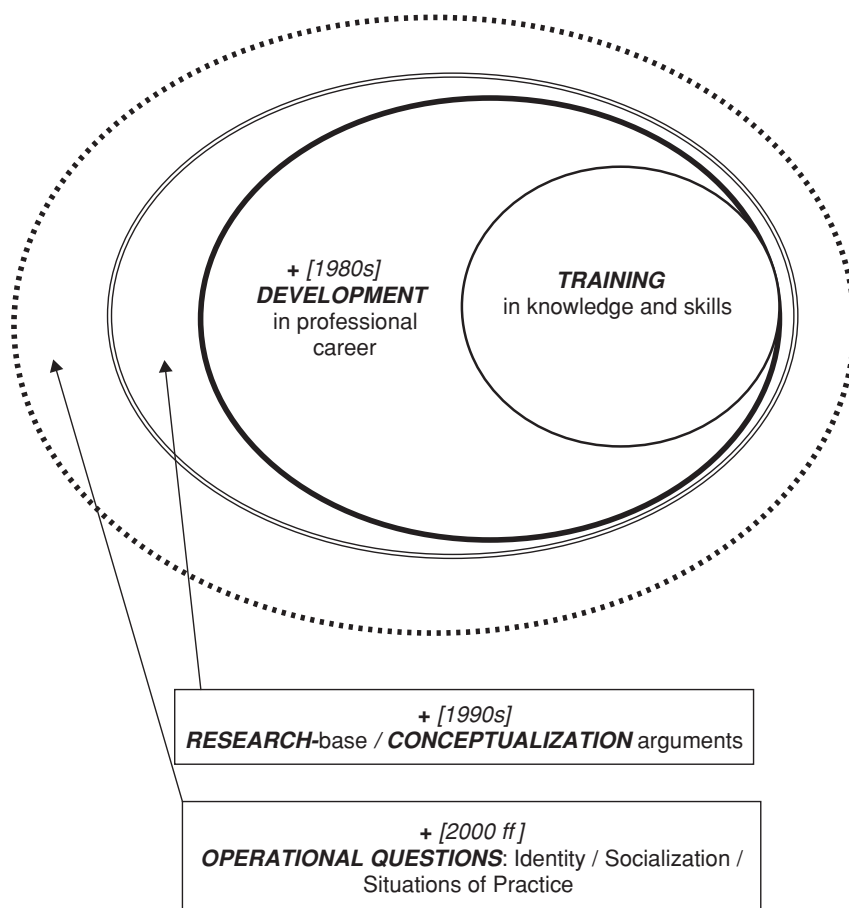 + [1980s]
DEVELOPMENT
in professional
career
TRAINING
in knowledge and skills
+ [1990s]
RESEARCH-base / CONCEPTUALIZATION arguments
+ [2000 ff]
OPERATIONAL QUESTIONS: Identity / Socialization /
Situations of Practice